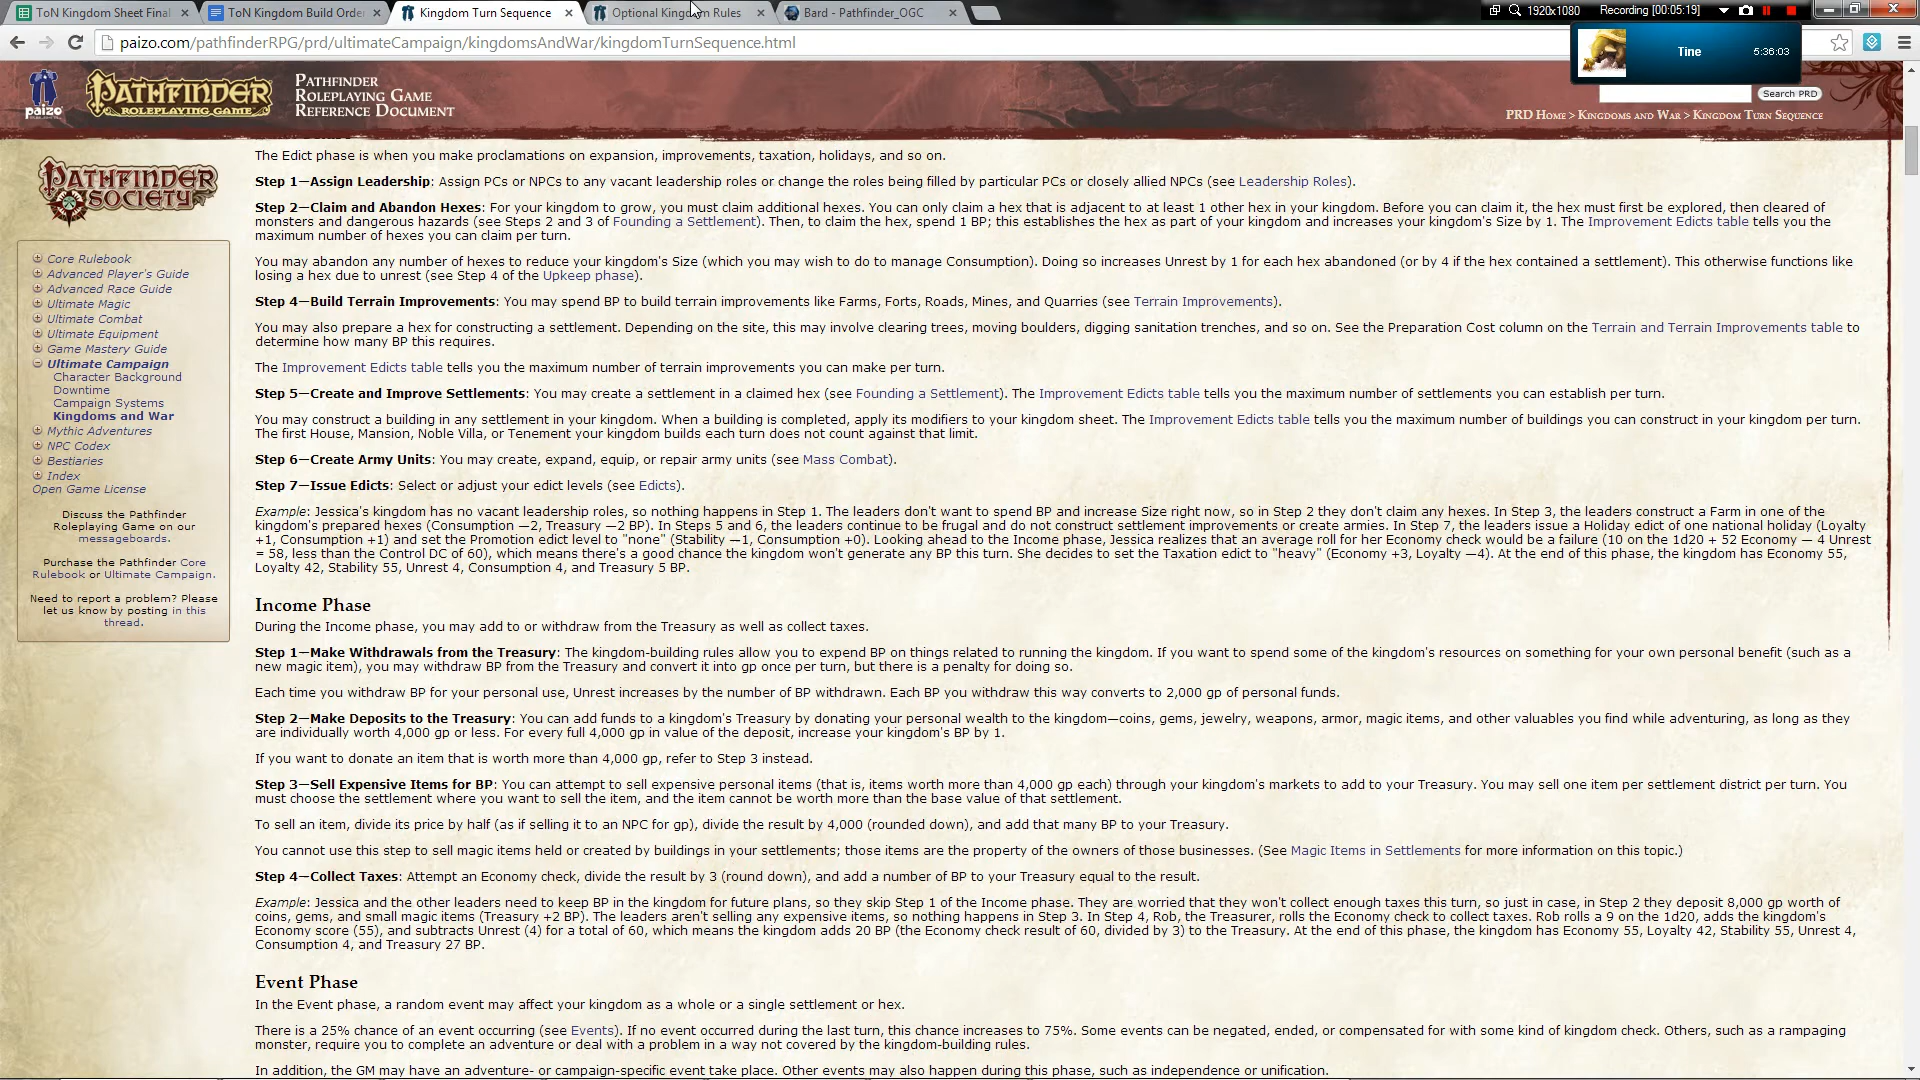 ToN Kingdom Sheet Final
ToN Kingdom Build Order
Kingdom Turn Sequence
Optional Kingdom Rules
Bard - Pathfinder_OGC
1920x1080
Recording [00:05:19]
paizo.com/pathfinderRPG/prd/ultimateCampaign/kingdomsAndWar/kingdomTurnSequence.html
Tine
5:36:03
paizo
PATHFINDER
ROLEPLAYING GAME
PATHFINDER
ROLEPLAYING GAME
REFERENCE DOCUMENT
Search PRD
PRD HOME > KINGDOMS AND WAR > KINGDOM TURN SEQUENCE
PATHFINDER
SOCIETY
Core Rulebook
Advanced Player's Guide
Advanced Race Guide
Ultimate Magic
Ultimate Combat
Ultimate Equipment
Game Mastery Guide
Ultimate Campaign
Character Background
Downtime
Campaign Systems
Kingdoms and War
Mythic Adventures
NPC Codex
Bestiaries
Index
Open Game License
Discuss the Pathfinder
Roleplaying Game on our
messageboards.
Purchase the Pathfinder Core
Rulebook or Ultimate Campaign.
Need to report a problem? Please
let us know by posting in this
thread.
The Edict phase is when you make proclamations on expansion, improvements, taxation, holidays, and so on.
Step 1—Assign Leadership: Assign PCs or NPCs to any vacant leadership roles or change the roles being filled by particular PCs or closely allied NPCs (see Leadership Roles).
Step 2—Claim and Abandon Hexes: For your kingdom to grow, you must claim additional hexes. You can only claim a hex that is adjacent to at least 1 other hex in your kingdom. Before you can claim it, the hex must first be explored, then cleared of
monsters and dangerous hazards (see Steps 2 and 3 of Founding a Settlement). Then, to claim the hex, spend 1 BP; this establishes the hex as part of your kingdom and increases your kingdom's Size by 1. The Improvement Edicts table tells you the
maximum number of hexes you can claim per turn.
You may abandon any number of hexes to reduce your kingdom's Size (which you may wish to do to manage Consumption). Doing so increases Unrest by 1 for each hex abandoned (or by 4 if the hex contained a settlement). This otherwise functions like
losing a hex due to unrest (see Step 4 of the Upkeep phase).
Step 4—Build Terrain Improvements: You may spend BP to build terrain improvements like Farms, Forts, Roads, Mines, and Quarries (see Terrain Improvements).
You may also prepare a hex for constructing a settlement. Depending on the site, this may involve clearing trees, moving boulders, digging sanitation trenches, and so on. See the Preparation Cost column on the Terrain and Terrain Improvements table to
determine how many BP this requires.
The Improvement Edicts table tells you the maximum number of terrain improvements you can make per turn.
Step 5—Create and Improve Settlements: You may create a settlement in a claimed hex (see Founding a Settlement). The Improvement Edicts table tells you the maximum number of settlements you can establish per turn.
You may construct a building in any settlement in your kingdom. When a building is completed, apply its modifiers to your kingdom sheet. The Improvement Edicts table tells you the maximum number of buildings you can construct in your kingdom per turn.
The first House, Mansion, Noble Villa, or Tenement your kingdom builds each turn does not count against that limit.
Step 6—Create Army Units: You may create, expand, equip, or repair army units (see Mass Combat).
Step 7—Issue Edicts: Select or adjust your edict levels (see Edicts).
Example: Jessica's kingdom has no vacant leadership roles, so nothing happens in Step 1. The leaders don't want to spend BP and increase Size right now, so in Step 2 they don't claim any hexes. In Step 3, the leaders construct a Farm in one of the
kingdom's prepared hexes (Consumption —2, Treasury —2 BP). In Steps 5 and 6, the leaders continue to be frugal and do not construct settlement improvements or create armies. In Step 7, the leaders issue a Holiday edict of one national holiday (Loyalty
+1, Consumption +1) and set the Promotion edict level to "none" (Stability —1, Consumption +0). Looking ahead to the Income phase, Jessica realizes that an average roll for her Economy check would be a failure (10 on the 1d20 + 52 Economy — 4 Unrest
= 58, less than the Control DC of 60), which means there's a good chance the kingdom won't generate any BP this turn. She decides to set the Taxation edict to "heavy" (Economy +3, Loyalty —4). At the end of this phase, the kingdom has Economy 55,
Loyalty 42, Stability 55, Unrest 4, Consumption 4, and Treasury 5 BP.
Income Phase
During the Income phase, you may add to or withdraw from the Treasury as well as collect taxes.
Step 1—Make Withdrawals from the Treasury: The kingdom-building rules allow you to expend BP on things related to running the kingdom. If you want to spend some of the kingdom's resources on something for your own personal benefit (such as a
new magic item), you may withdraw BP from the Treasury and convert it into gp once per turn, but there is a penalty for doing so.
Each time you withdraw BP for your personal use, Unrest increases by the number of BP withdrawn. Each BP you withdraw this way converts to 2,000 gp of personal funds.
Step 2—Make Deposits to the Treasury: You can add funds to a kingdom's Treasury by donating your personal wealth to the kingdom—coins, gems, jewelry, weapons, armor, magic items, and other valuables you find while adventuring, as long as they
are individually worth 4,000 gp or less. For every full 4,000 gp in value of the deposit, increase your kingdom's BP by 1.
If you want to donate an item that is worth more than 4,000 gp, refer to Step 3 instead.
Step 3—Sell Expensive Items for BP: You can attempt to sell expensive personal items (that is, items worth more than 4,000 gp each) through your kingdom's markets to add to your Treasury. You may sell one item per settlement district per turn. You
must choose the settlement where you want to sell the item, and the item cannot be worth more than the base value of that settlement.
To sell an item, divide its price by half (as if selling it to an NPC for gp), divide the result by 4,000 (rounded down), and add that many BP to your Treasury.
You cannot use this step to sell magic items held or created by buildings in your settlements; those items are the property of the owners of those businesses. (See Magic Items in Settlements for more information on this topic.)
Step 4—Collect Taxes: Attempt an Economy check, divide the result by 3 (round down), and add a number of BP to your Treasury equal to the result.
Example: Jessica and the other leaders need to keep BP in the kingdom for future plans, so they skip Step 1 of the Income phase. They are worried that they won't collect enough taxes this turn, so just in case, in Step 2 they deposit 8,000 gp worth of
coins, gems, and small magic items (Treasury +2 BP). The leaders aren't selling any expensive items, so nothing happens in Step 3. In Step 4, Rob, the Treasurer, rolls the Economy check to collect taxes. Rob rolls a 9 on the 1d20, adds the kingdom's
Economy score (55), and subtracts Unrest (4) for a total of 60, which means the kingdom adds 20 BP (the Economy check result of 60, divided by 3) to the Treasury. At the end of this phase, the kingdom has Economy 55, Loyalty 42, Stability 55, Unrest 4,
Consumption 4, and Treasury 27 BP.
Event Phase
In the Event phase, a random event may affect your kingdom as a whole or a single settlement or hex.
There is a 25% chance of an event occurring (see Events). If no event occurred during the last turn, this chance increases to 75%. Some events can be negated, ended, or compensated for with some kind of kingdom check. Others, such as a rampaging
monster, require you to complete an adventure or deal with a problem in a way not covered by the kingdom-building rules.
In addition, the GM may have an adventure- or campaign-specific event take place. Other events may also happen during this phase, such as independence or unification.